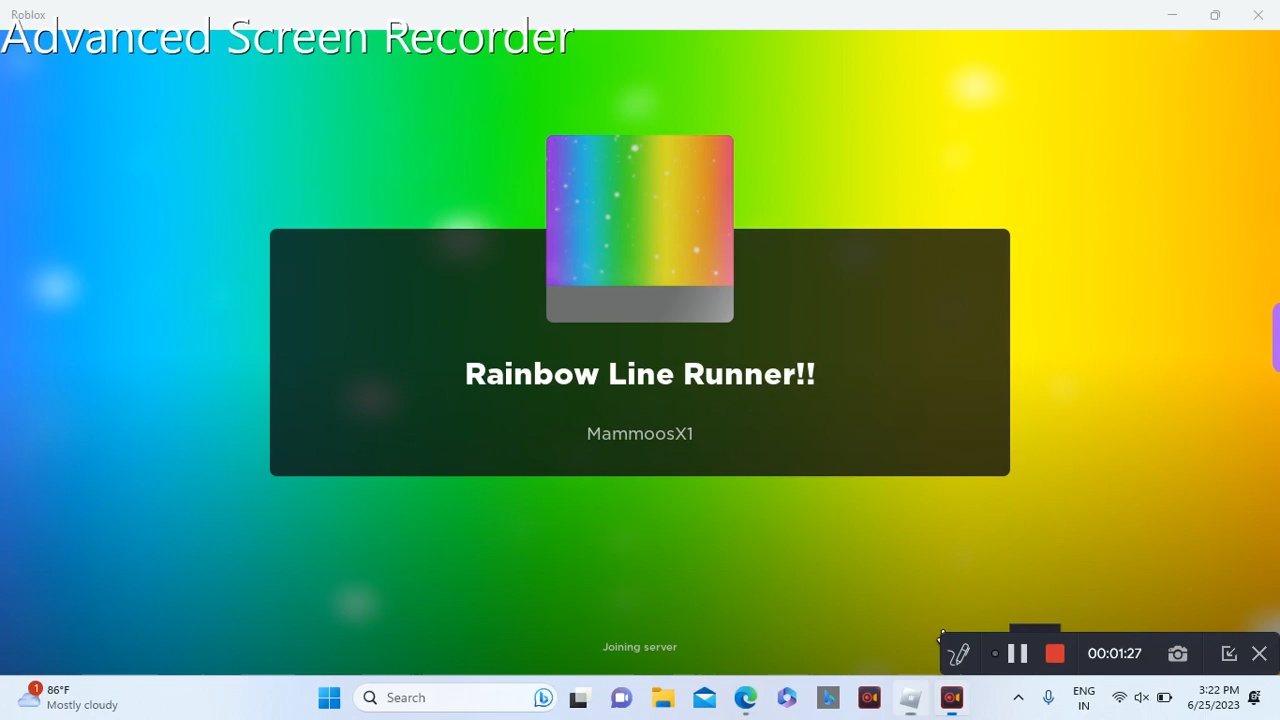 Roblox
Advanced Screen Recorder
Rainbow Line Runner!!
MammoosX1
Joining server
00:01:27
1
86°F
Mostly cloudy
Search
ENG
IN
3:22 PM
6/25/2023